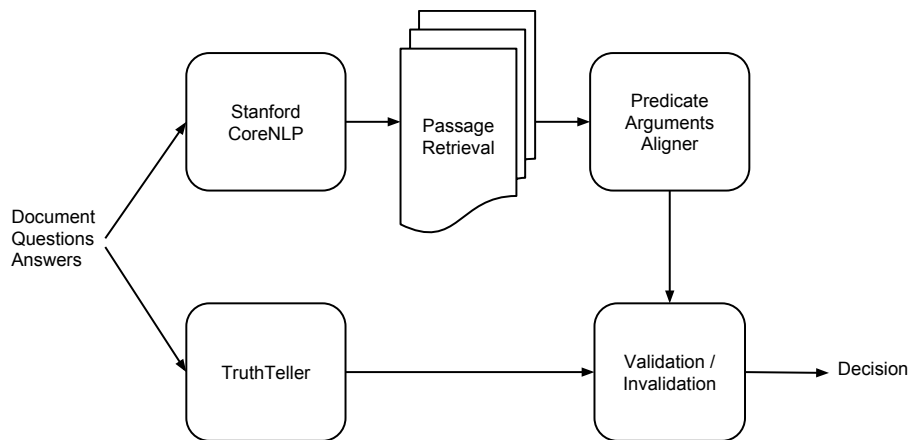 Stanford
CoreNLP
Passage
Retrieval
Predicate
Arguments
Aligner
Document
Questions
Answers
TruthTeller
Validation /
Invalidation
Decision